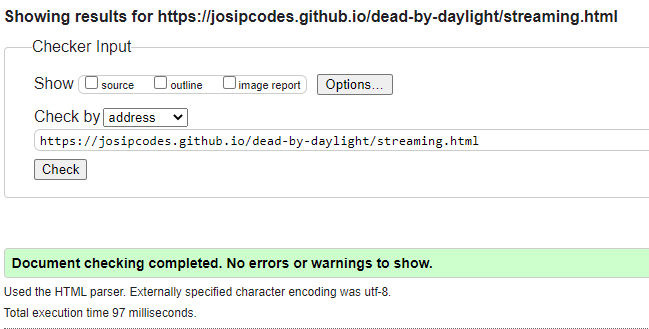 Showing results for https://josipcodes.github.io/dead-by-daylight/streaming.html
Checker Input
Show source outline image report Options...
Check by address
https://josipcodes.github.io/dead-by-daylight/streaming.html
Check
Document checking completed. No errors or warnings to show.
Used the HTML parser. Externally specified character encoding was utf-8.
Total execution time 97 milliseconds.